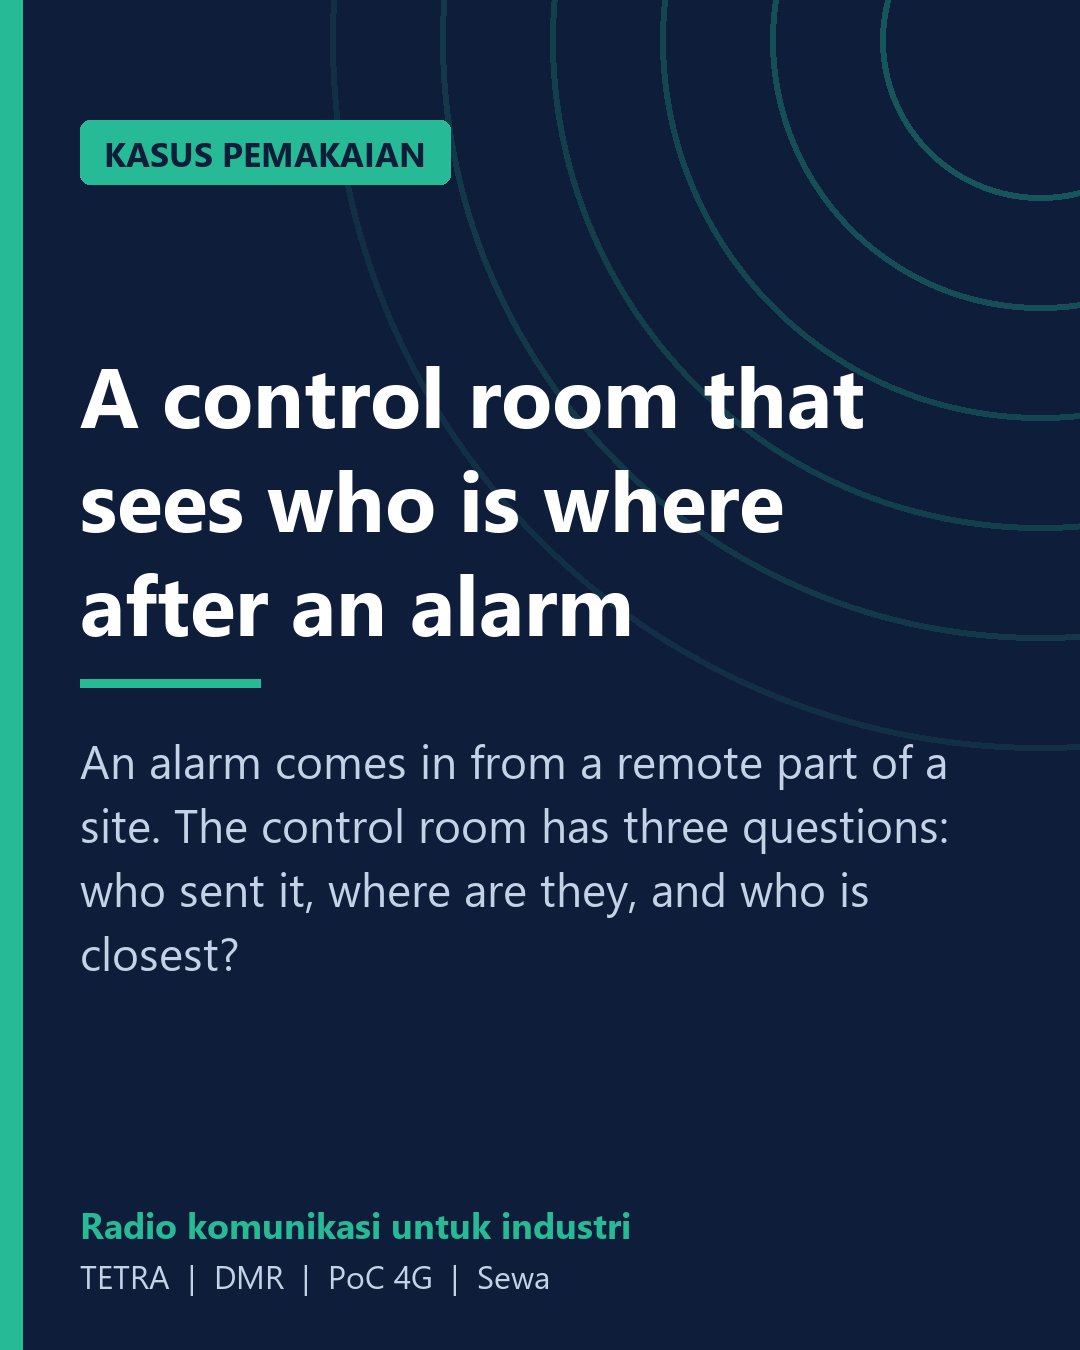 KASUS PEMAKAIAN
A control room that
sees who is where
after an alarm
An alarm comes in from a remote part of a
site. The control room has three questions:
who sent it, where are they, and who is
closest?
Radio komunikasi untuk industri
TETRA | DMR | PoC 4G | Sewa